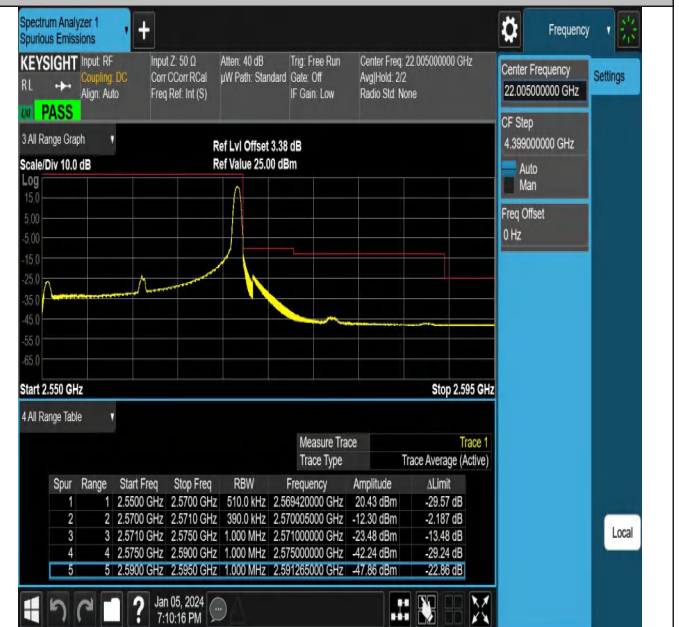 Spectrum Analyzer 1
Spurious Emissions
+
Frequency
KEYSIGHT Input: RF Input Z: 50 Ω Atten: 40 dB Trig: Free Run Center Freq: 22.005000000 GHz
RL Coupling: DC Corr CCorr RCal µW Path: Standard Gate: Off Avg|Hold: 2/2
Align: Auto Freq Ref: Int (S) IF Gain: Low Radio Std: None
PASS
Center Frequency
22.005000000 GHz
Settings
CF Step
4.399000000 GHz
Auto
Man
Freq Offset
0 Hz
3 All Range Graph
Ref Lvl Offset 3.38 dB
Scale/Div 10.0 dB Ref Value 25.00 dBm
Log
15.0
5.00
-5.00
-15.0
-25.0
-35.0
-45.0
-55.0
-65.0
Start 2.550 GHz Stop 2.595 GHz
4 All Range Table
Measure Trace Trace 1
Trace Type Trace Average (Active)
Spur Range Start Freq Stop Freq RBW Frequency Amplitude ΔLimit
1 1 2.5500 GHz 2.5700 GHz 510.0 kHz 2.569420000 GHz 20.43 dBm -29.57 dB
2 2 2.5700 GHz 2.5710 GHz 390.0 kHz 2.570005000 GHz -12.30 dBm -2.187 dB
3 3 2.5710 GHz 2.5750 GHz 1.000 MHz 2.571000000 GHz -23.48 dBm -13.48 dB
4 4 2.5750 GHz 2.5900 GHz 1.000 MHz 2.575000000 GHz -42.24 dBm -29.24 dB
5 5 2.5900 GHz 2.5950 GHz 1.000 MHz 2.591265000 GHz -47.86 dBm -22.86 dB
Local
? Jan 05, 2024
7:10:16 PM